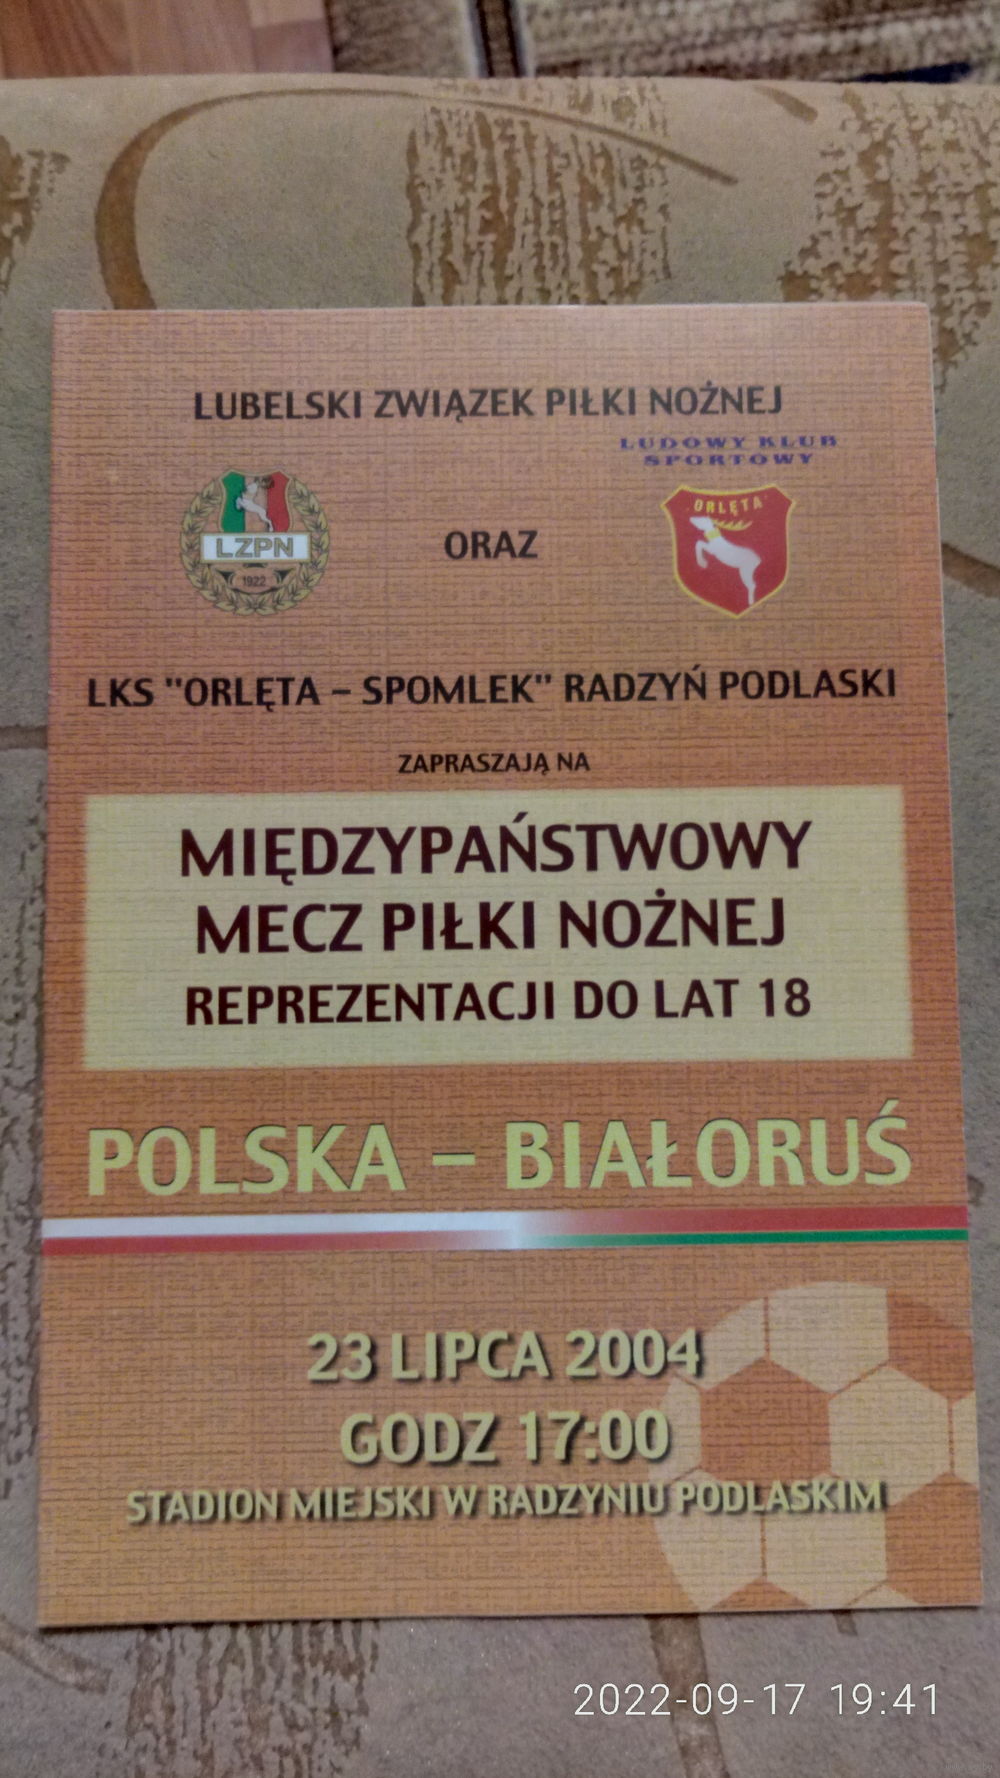 LUBELSKI ZWIĄZEK PIŁKI NOŻNEJ
LUDOWY KLUB
SPORTOWY
LZPN
1922
ORAZ
ORLĘTA
LKS "ORLĘTA – SPOMLEK" RADZYŃ PODLASKI
ZAPRASZAJĄ NA
MIĘDZYPAŃSTWOWY
MECZ PIŁKI NOŻNEJ
REPREZENTACJI DO LAT 18
POLSKA – BIAŁORUŚ
23 LIPCA 2004
GODZ 17:00
STADION MIEJSKI W RADZYNIU PODLASKIM
2022-09-17 19:41